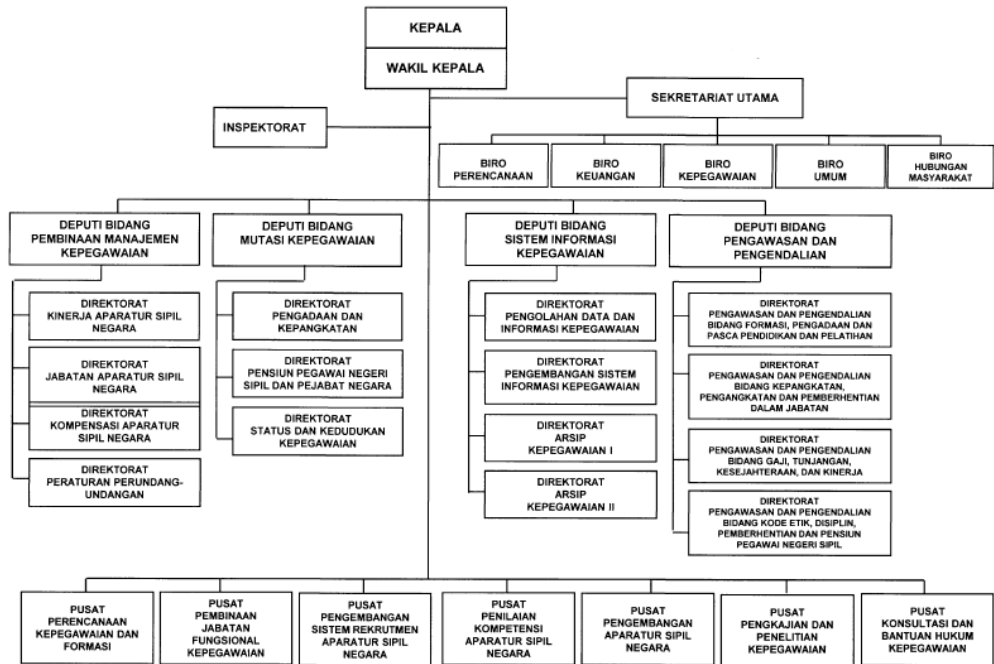 KEPALA
WAKIL KEPALA
SEKRETARIAT UTAMA
INSPEKTORAT
BIRO
PERENCANAAN
BIRO
KEUANGAN
BIRO
KEPEGAWAIAN
BIRO
UMUM
BIRO
HUBUNGAN
MASYARAKAT
DEPUTI BIDANG
PEMBINAAN MANAJEMEN
KEPEGAWAIAN
DIREKTORAT
KINERJA APARATUR SIPIL
NEGARA
DIREKTORAT
JABATAN APARATUR SIPIL
NEGARA
DIREKTORAT
KOMPENSASI APARATUR
SIPIL NEGARA
DIREKTORAT
PERATURAN PERUNDANG-
UNDANGAN
DEPUTI BIDANG
MUTASI KEPEGAWAIAN
DIREKTORAT
PENGADAAN DAN
KEPANGKATAN
DIREKTORAT
PENSIUN PEGAWAI NEGERI
SIPIL DAN PEJABAT NEGARA
DIREKTORAT
STATUS DAN KEDUDUKAN
KEPEGAWAIAN
DEPUTI BIDANG
SISTEM INFORMASI
KEPEGAWAIAN
DIREKTORAT
PENGOLAHAN DATA DAN
INFORMASI KEPEGAWAIAN
DIREKTORAT
PENGEMBANGAN SISTEM
INFORMASI KEPEGAWAIAN
DIREKTORAT
ARSIP
KEPEGAWAIAN I
DIREKTORAT
ARSIP
KEPEGAWAIAN II
DEPUTI BIDANG
PENGAWASAN DAN
PENGENDALIAN
DIREKTORAT
PENGAWASAN DAN PENGENDALIAN
BIDANG FORMASI, PENGADAAN DAN
PASCA PENDIDIKAN DAN PELATIHAN
DIREKTORAT
PENGAWASAN DAN PENGENDALIAN
BIDANG KEPANGKATAN,
PENGANGKATAN DAN PEMBERHENTIAN
DALAM JABATAN
DIREKTORAT
PENGAWASAN DAN PENGENDALIAN
BIDANG GAJI, TUNJANGAN,
KESEJAHTERAAN, DAN KINERJA
DIREKTORAT
PENGAWASAN DAN PENGENDALIAN
BIDANG KODE ETIK, DISIPLIN,
PEMBERHENTIAN DAN PENSIUN
PEGAWAI NEGERI SIPIL
PUSAT
PERENCANAAN
KEPEGAWAIAN DAN
FORMASI
PUSAT
PEMBINAAN
JABATAN
FUNGSIONAL
KEPEGAWAIAN
PUSAT
PENGEMBANGAN
SISTEM REKRUTMEN
APARATUR SIPIL
NEGARA
PUSAT
PENILAIAN
KOMPETENSI
APARATUR SIPIL
NEGARA
PUSAT
PENGEMBANGAN
APARATUR SIPIL
NEGARA
PUSAT
PENGKAJIAN DAN
PENELITIAN
KEPEGAWAIAN
PUSAT
KONSULTASI DAN
BANTUAN HUKUM
KEPEGAWAIAN